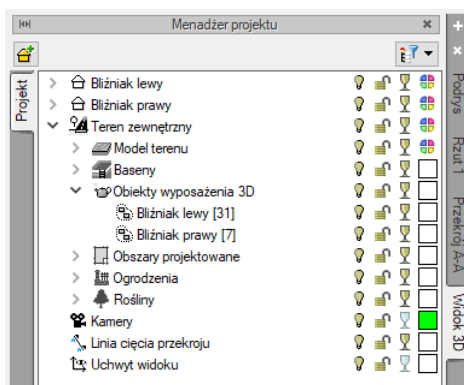 Menadżer projektu
Projekt
Bliźniak lewy
Bliźniak prawy
Teren zewnętrzny
Model terenu
Baseny
Obiekty wyposażenia 3D
Bliźniak lewy [31]
Bliźniak prawy [7]
Obszary projektowane
Ogrodzenia
Rośliny
Kamery
Linia cięcia przekroju
Uchwyt widoku
Podrys
Rzut 1
Przekrój A-A
Widok 3D